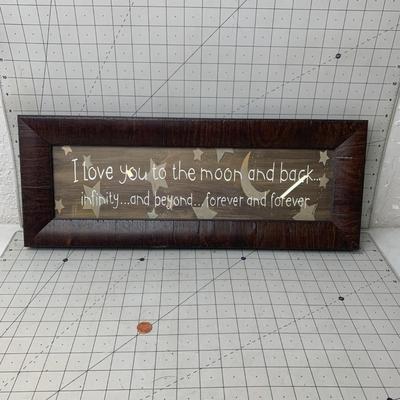 I love you to the moon and back...
infinity...and beyond...forever and forever